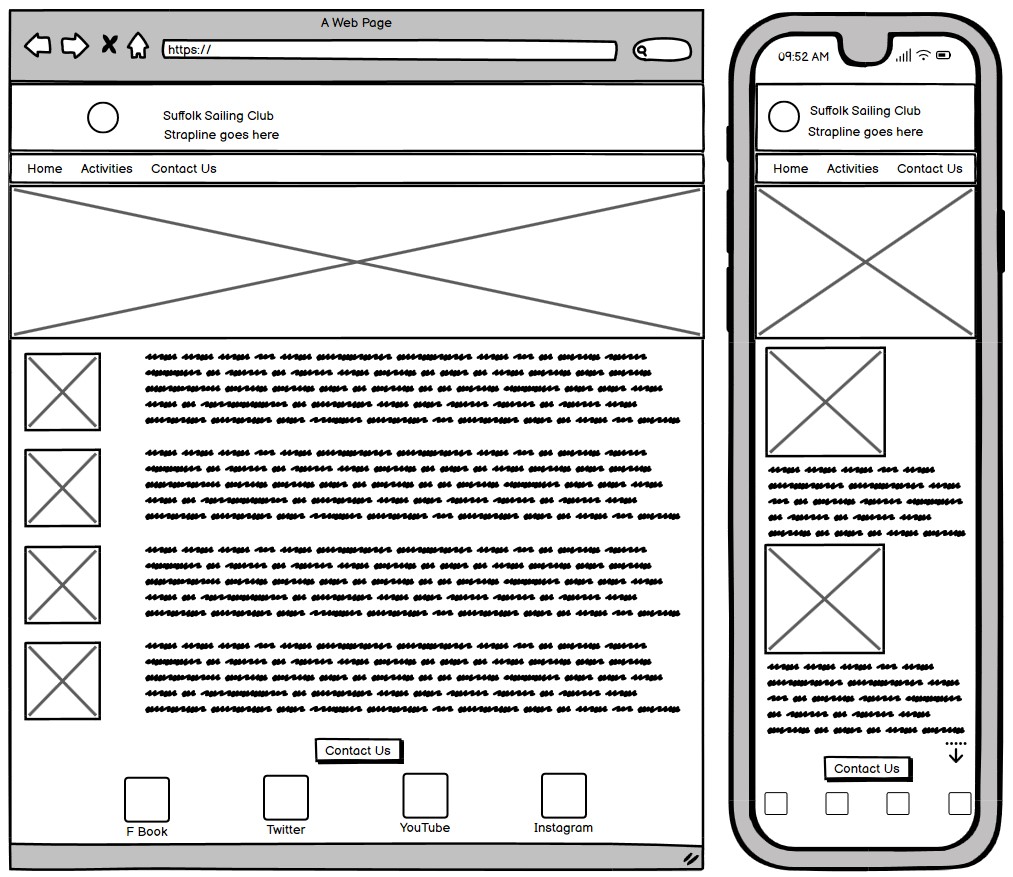 A Web Page
https://
Suffolk Sailing Club
Strapline goes here
Home Activities Contact Us
Contact Us
F Book Twitter YouTube Instagram
09:52 AM
Suffolk Sailing Club
Strapline goes here
Home Activities Contact Us
Contact Us